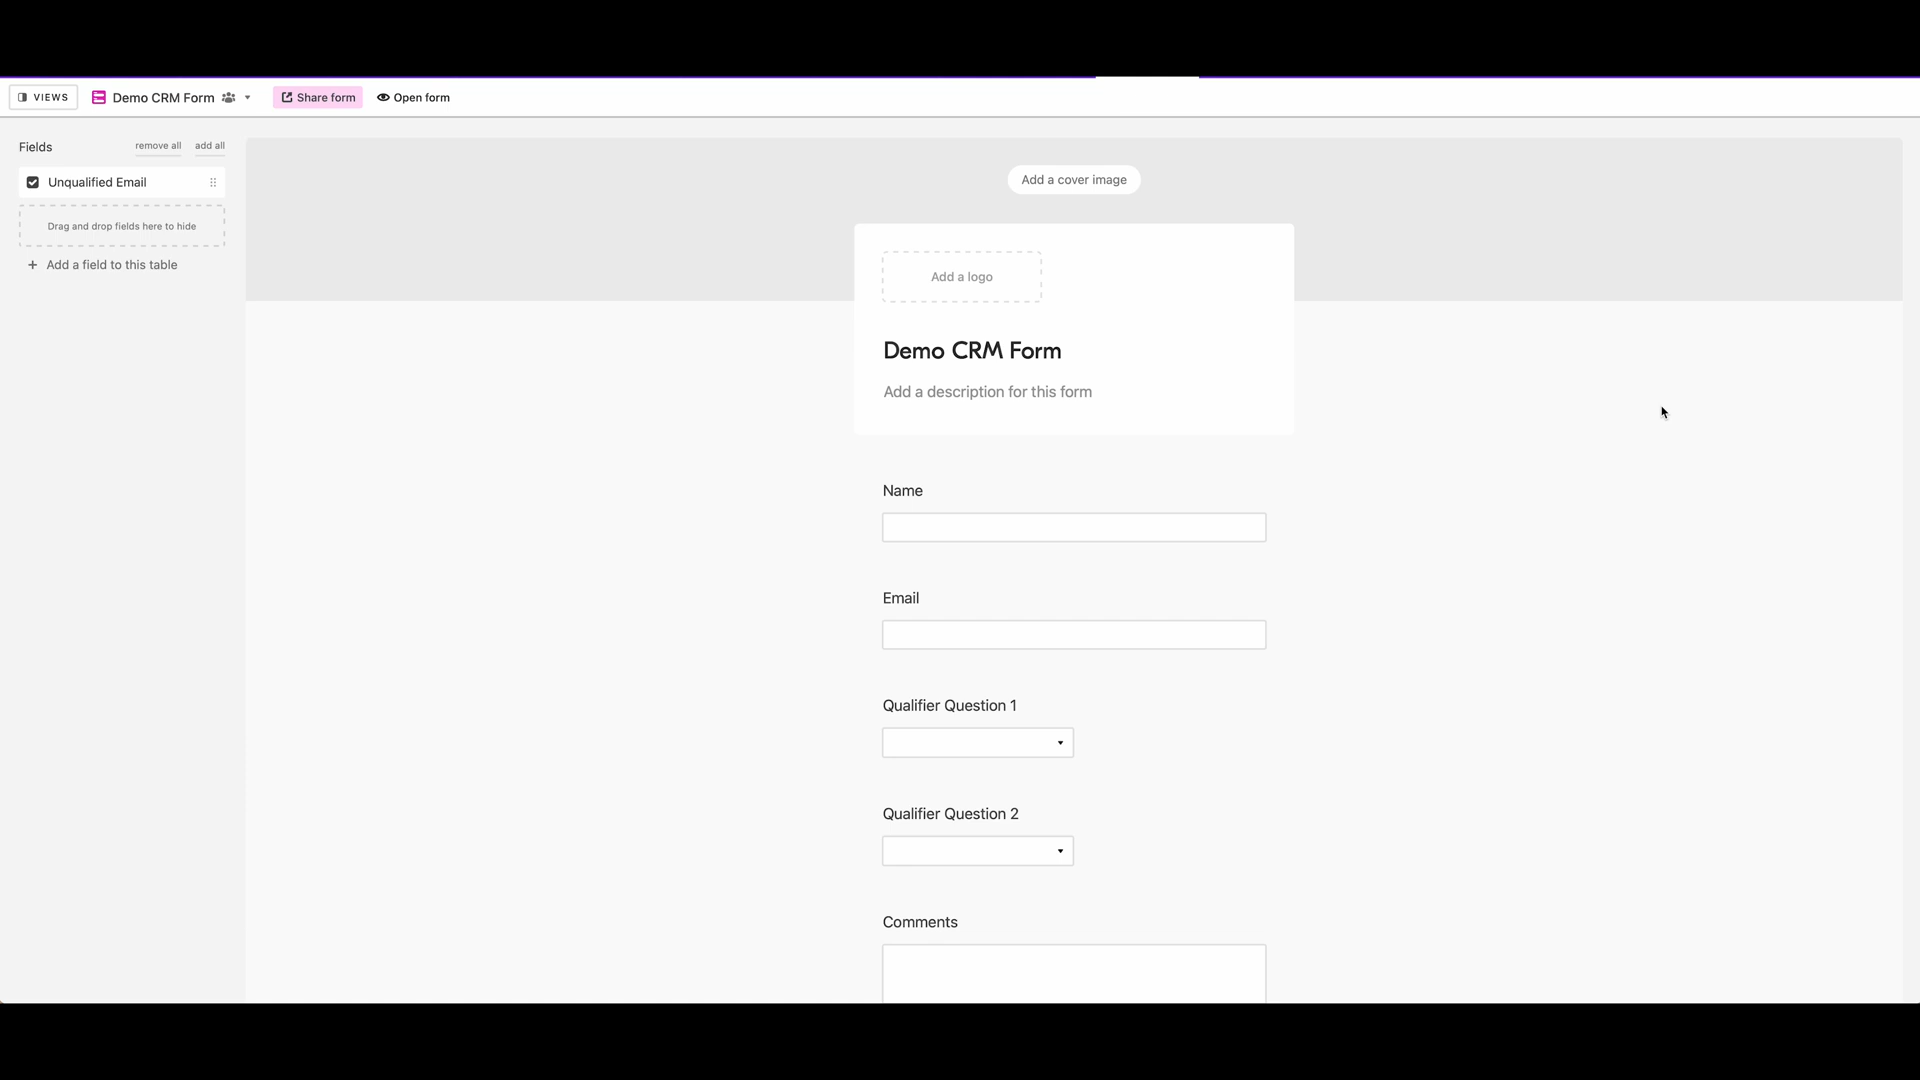 VIEWS
Demo CRM Form
Share form
Open form
Fields
remove all
add all
Unqualified Email
Drag and drop fields here to hide
+ Add a field to this table
Add a cover image
Add a logo
Demo CRM Form
Add a description for this form
Name
Email
Qualifier Question 1
Qualifier Question 2
Comments